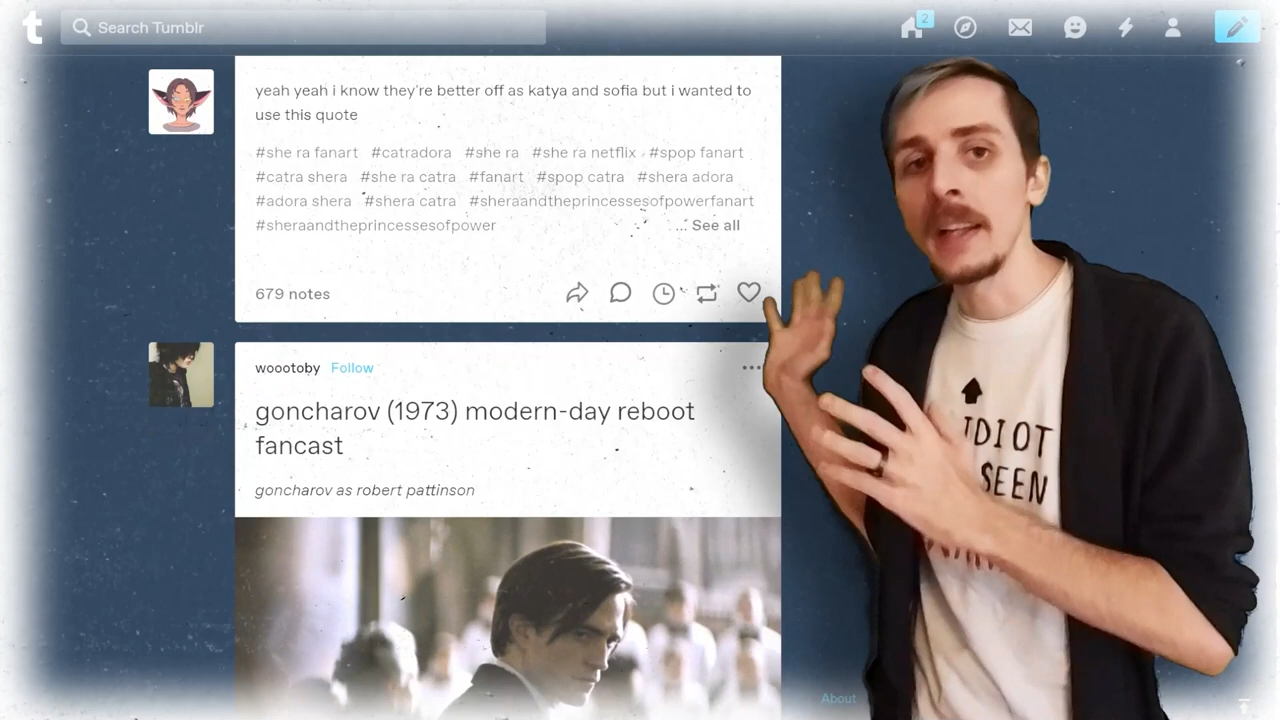 t
Search Tumblr
2
yeah yeah i know they're better off as katya and sofia but i wanted to
use this quote
#she ra fanart #catradora #she ra #she ra netflix #spop fanart
#catra shera #she ra catra #fanart #spop catra #shera adora
#adora shera #shera catra #sheraandtheprincessesofpowerfanart
#sheraandtheprincessesofpower ... See all
679 notes
woootoby Follow
goncharov (1973) modern-day reboot
fancast
goncharov as robert pattinson
IDIOT
SEEN
About